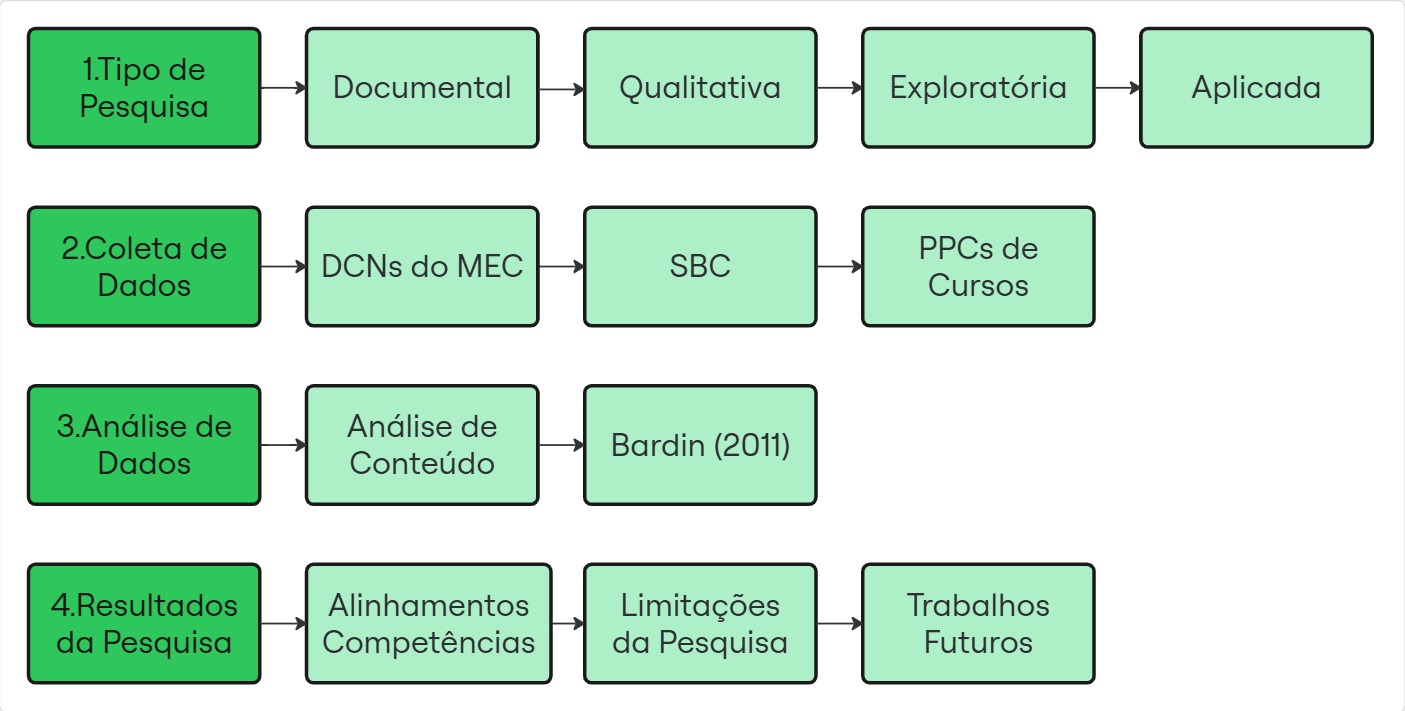 1.Tipo de
Pesquisa
Documental
Qualitativa
Exploratória
Aplicada
2.Coleta de
Dados
DCNs do MEC
SBC
PPCs de
Cursos
3.Análise de
Dados
Análise de
Conteúdo
Bardin (2011)
4.Resultados
da Pesquisa
Alinhamentos
Competências
Limitações
da Pesquisa
Trabalhos
Futuros